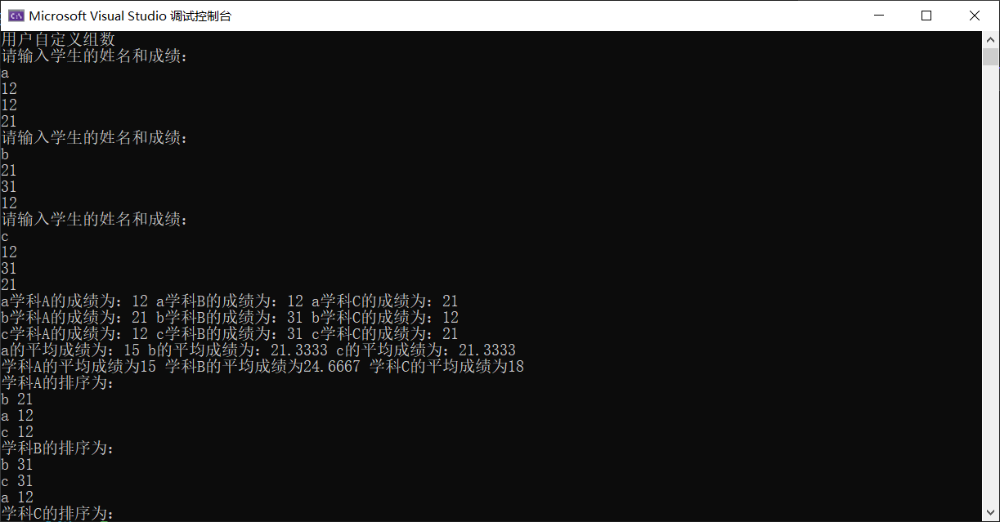 Microsoft Visual Studio 调试控制台
用户自定义组数
请输入学生的姓名和成绩：
a
12
12
21
请输入学生的姓名和成绩：
b
21
31
12
请输入学生的姓名和成绩：
c
12
31
21
a学科A的成绩为：12 a学科B的成绩为：12 a学科C的成绩为：21
b学科A的成绩为：21 b学科B的成绩为：31 b学科C的成绩为：12
c学科A的成绩为：12 c学科B的成绩为：31 c学科C的成绩为：21
a的平均成绩为：15 b的平均成绩为：21.3333 c的平均成绩为：21.3333
学科A的平均成绩为15 学科B的平均成绩为24.6667 学科C的平均成绩为18
学科A的排序为：
b 21
a 12
c 12
学科B的排序为：
b 31
c 31
a 12
学科C的排序为：